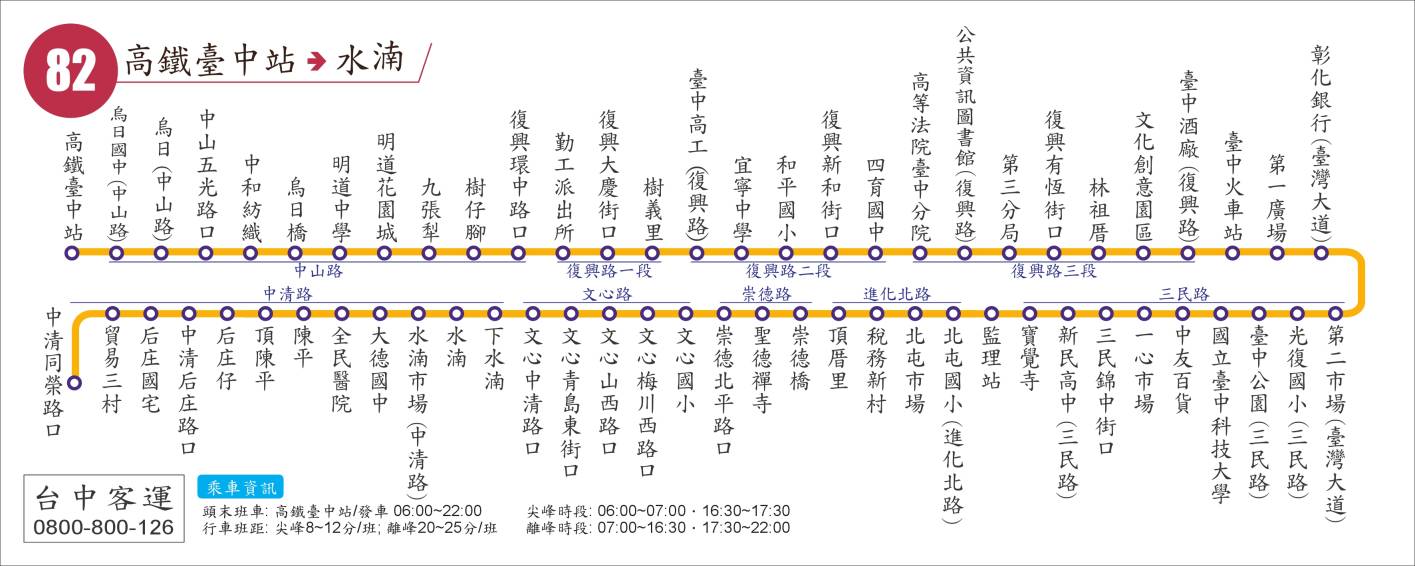 82
高鐵臺中站➔水湳
高鐵臺中站
烏日國中(中山路)
烏日(中山路)
中山五光路口
中和紡織
烏日橋
明道中學
明道花園城
九張犁
樹仔腳
復興環中路口
勤工派出所
復興大慶街口
樹義里
臺中高工(復興路)
宜寧中學
和平國小
復興新和街口
四育國中
高等法院臺中分院
公共資訊圖書館(復興路)
第三分局
復興有恆街口
林祖厝
文化創意園區
臺中酒廠(復興路)
臺中火車站
第一廣場
彰化銀行(臺灣大道)
中山路
復興路一段
復興路二段
復興路三段
中清路
文心路
崇德路
進化北路
三民路
中清同榮路口
貿易三村
后庄國宅
中清后庄路口
后庄仔
頂陳平
陳平
全民醫院
大德國中
水湳市場(中清路)
水湳
下水湳
文心中清路口
文心青島東街口
文心山西路口
文心梅川西路口
文心國小
崇德北平路口
聖德禪寺
崇德橋
頂厝里
稅務新村
北屯市場
北屯國小(進化北路)
監理站
寶覺寺
新民高中(三民路)
三民錦中街口
一心市場
中友百貨
國立臺中科技大學
臺中公園(三民路)
光復國小(三民路)
第二市場(臺灣大道)
台中客運
0800-800-126
乘車資訊
頭末班車: 高鐵臺中站/發車 06:00~22:00
行車班距: 尖峰8~12分/班; 離峰20~25分/班
尖峰時段: 06:00~07:00・16:30~17:30
離峰時段: 07:00~16:30・17:30~22:00